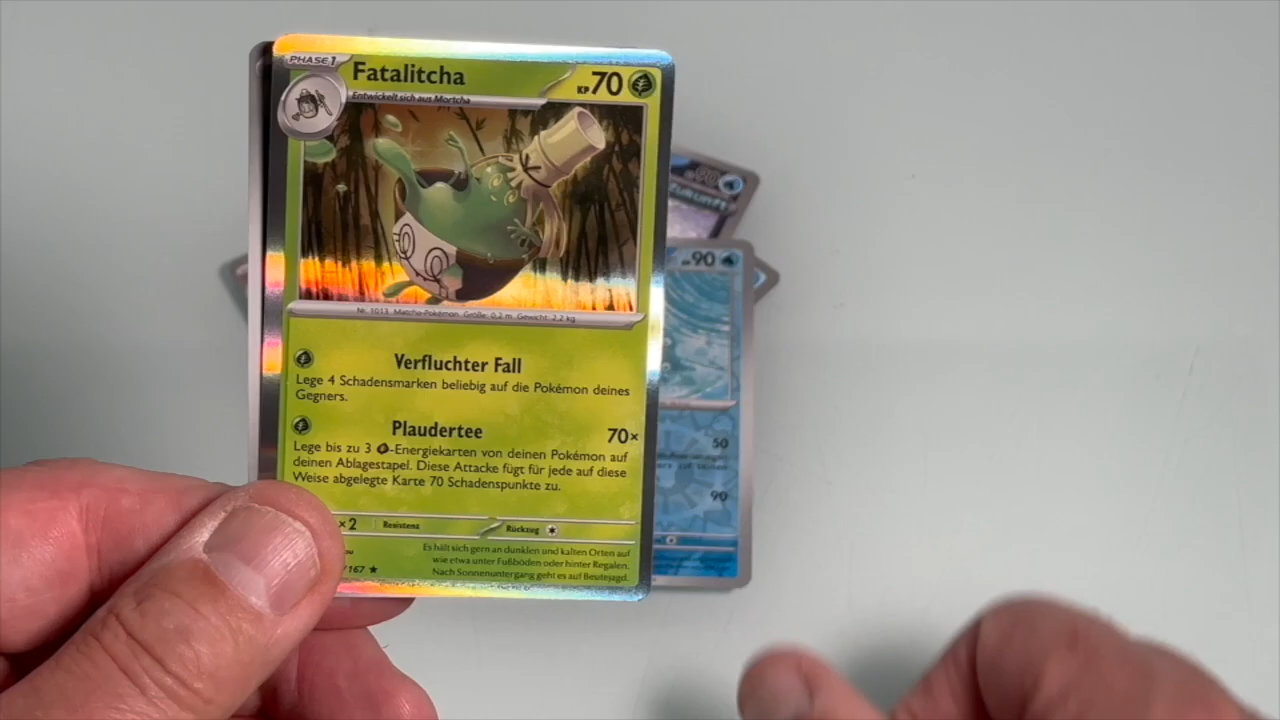 PHASE 1
Fatalitcha
KP 70
Entwickelt sich aus Mortcha
Nr. 1013 Matcha-Pokémon Größe: 0,2 m Gewicht: 2,2 kg
Verfluchter Fall
Lege 4 Schadensmarken beliebig auf die Pokémon deines
Gegners.
Plaudertee 70×
Lege bis zu 3 -Energiekarten von deinen Pokémon auf
deinen Ablagestapel. Diese Attacke fügt für jede auf diese
Weise abgelegte Karte 70 Schadenspunkte zu.
×2 Resistenz Rückzug
Es hält sich gern an dunklen und kalten Orten auf
wie etwa unter Fußböden oder hinter Regalen.
Nach Sonnenuntergang geht es auf Beutejagd.
/167
Zukunft
90
50
90